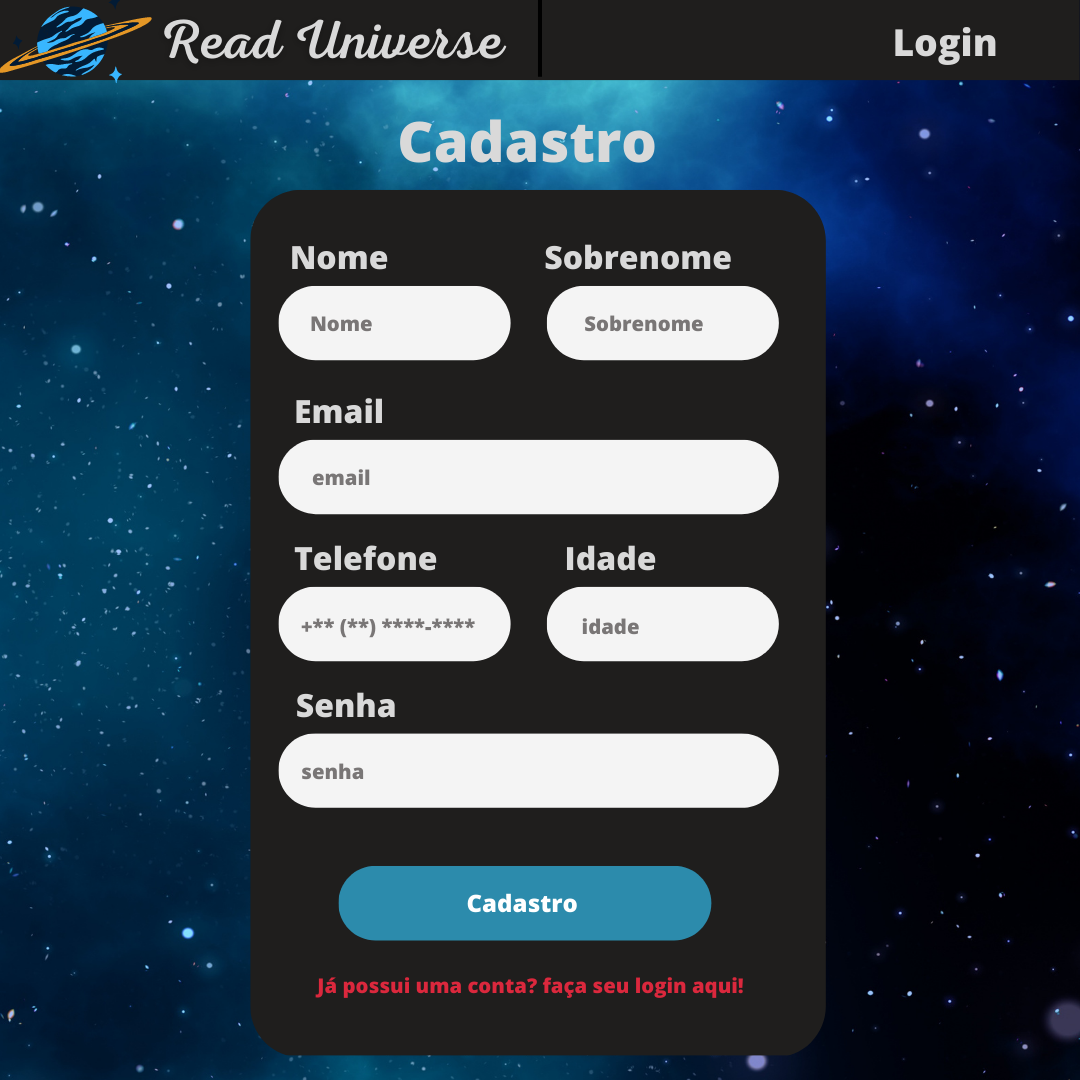 Read Universe
Login
Cadastro
Nome
Sobrenome
Nome
Sobrenome
Email
email
Telefone
Idade
+** (**) ****-****
idade
Senha
senha
Cadastro
Já possui uma conta? faça seu login aqui!